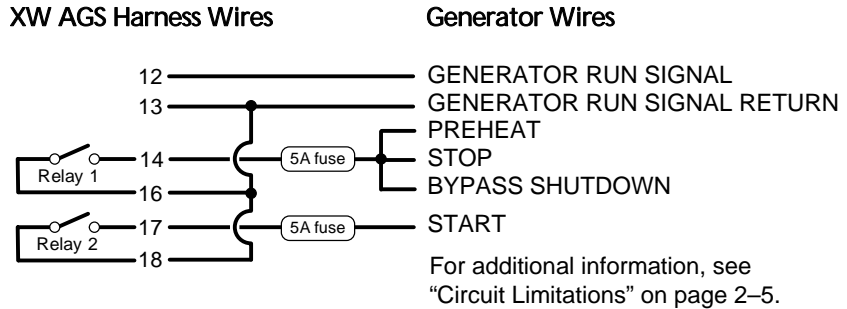 XW AGS Harness Wires Generator Wires
12 GENERATOR RUN SIGNAL
13 GENERATOR RUN SIGNAL RETURN
PREHEAT
14 5A fuse STOP
Relay 1
16 BYPASS SHUTDOWN
17 5A fuse START
Relay 2
18
For additional information, see
“Circuit Limitations” on page 2–5.